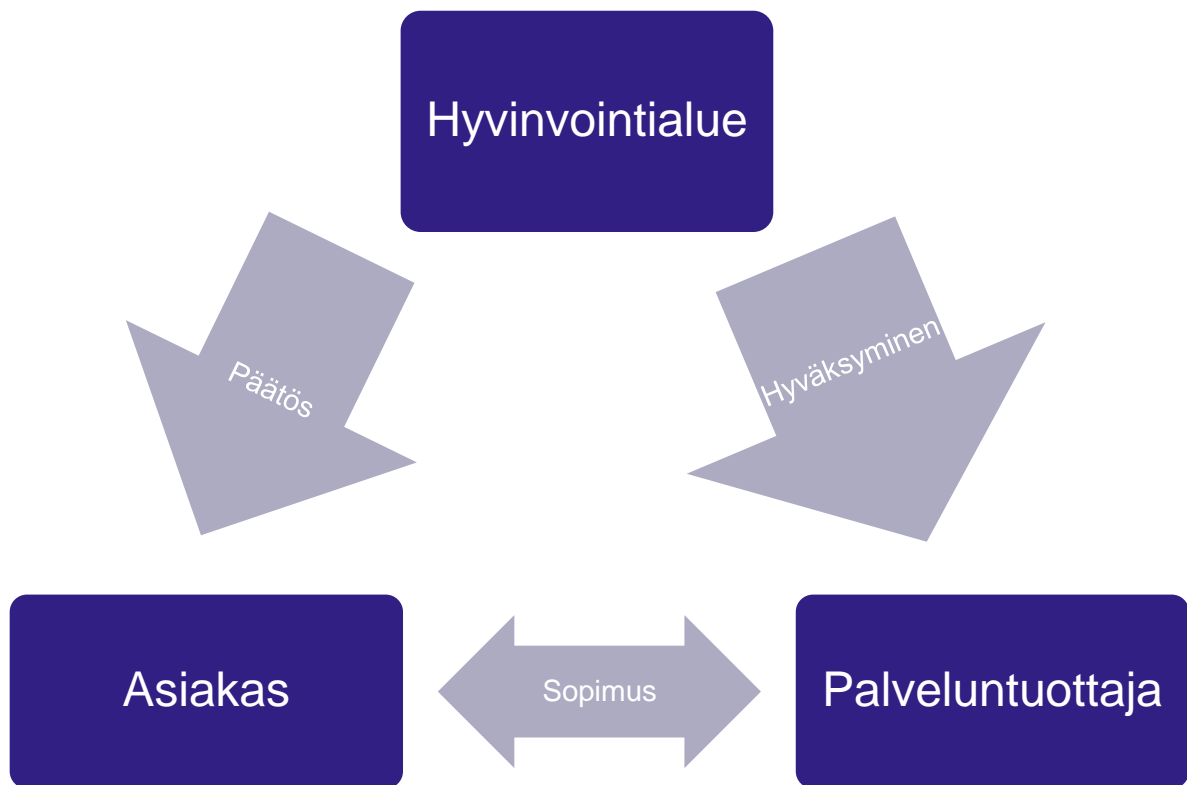 Hyvinvointialue
Päätös
Hyväksyminen
Asiakas
Sopimus
Palveluntuottaja